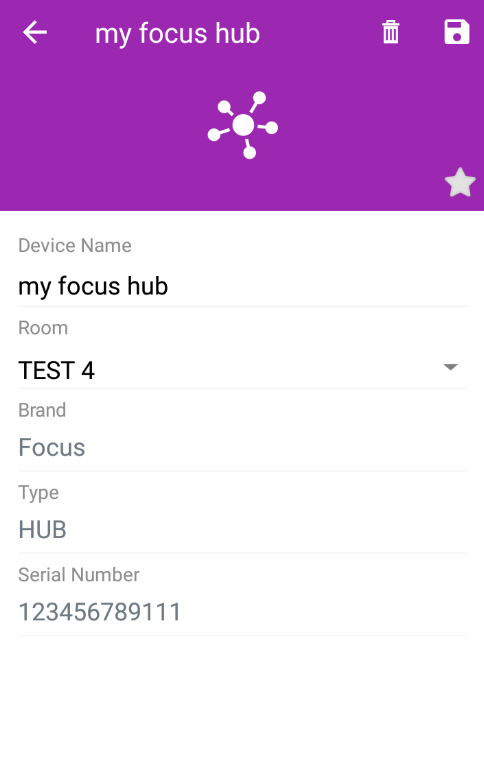 my focus hub
Device Name
my focus hub
Room
TEST 4
Brand
Focus
Type
HUB
Serial Number
123456789111